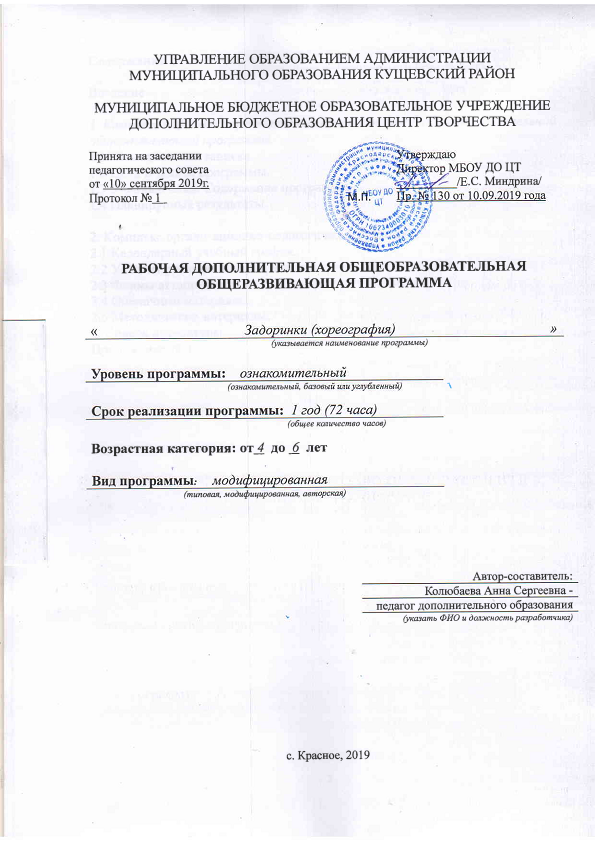 УПРАВЛЕНИЕ ОБРАЗОВАНИЕМ АДМИНИСТРАЦИИ
МУНИЦИПАЛЬНОГО ОБРАЗОВАНИЯ КУЩЕВСКИЙ РАЙОН
МУНИЦИПАЛЬНОЕ БЮДЖЕТНОЕ ОБРАЗОВАТЕЛЬНОЕ УЧРЕЖДЕНИЕ
ДОПОЛНИТЕЛЬНОГО ОБРАЗОВАНИЯ ЦЕНТР ТВОРЧЕСТВА
Принята на заседании
педагогического совета
от «10» сентября 2019г.
Протокол № 1
Утверждаю
Директор МБОУ ДО ЦТ
/Е.С. Миндрина/
М.П. Пр. № 130 от 10.09.2019 года
МБОУ ДО
ЦТ
РАБОЧАЯ ДОПОЛНИТЕЛЬНАЯ ОБЩЕОБРАЗОВАТЕЛЬНАЯ
ОБЩЕРАЗВИВАЮЩАЯ ПРОГРАММА
« Задоринки (хореография) »
(указывается наименование программы)
Уровень программы: ознакомительный
(ознакомительный, базовый или углубленный)
Срок реализации программы: 1 год (72 часа)
(общее количество часов)
Возрастная категория: от 4 до 6 лет
Вид программы: модифицированная
(типовая, модифицированная, авторская)
Автор-составитель:
Колюбаева Анна Сергеевна -
педагог дополнительного образования
(указать ФИО и должность разработчика)
с. Красное, 2019